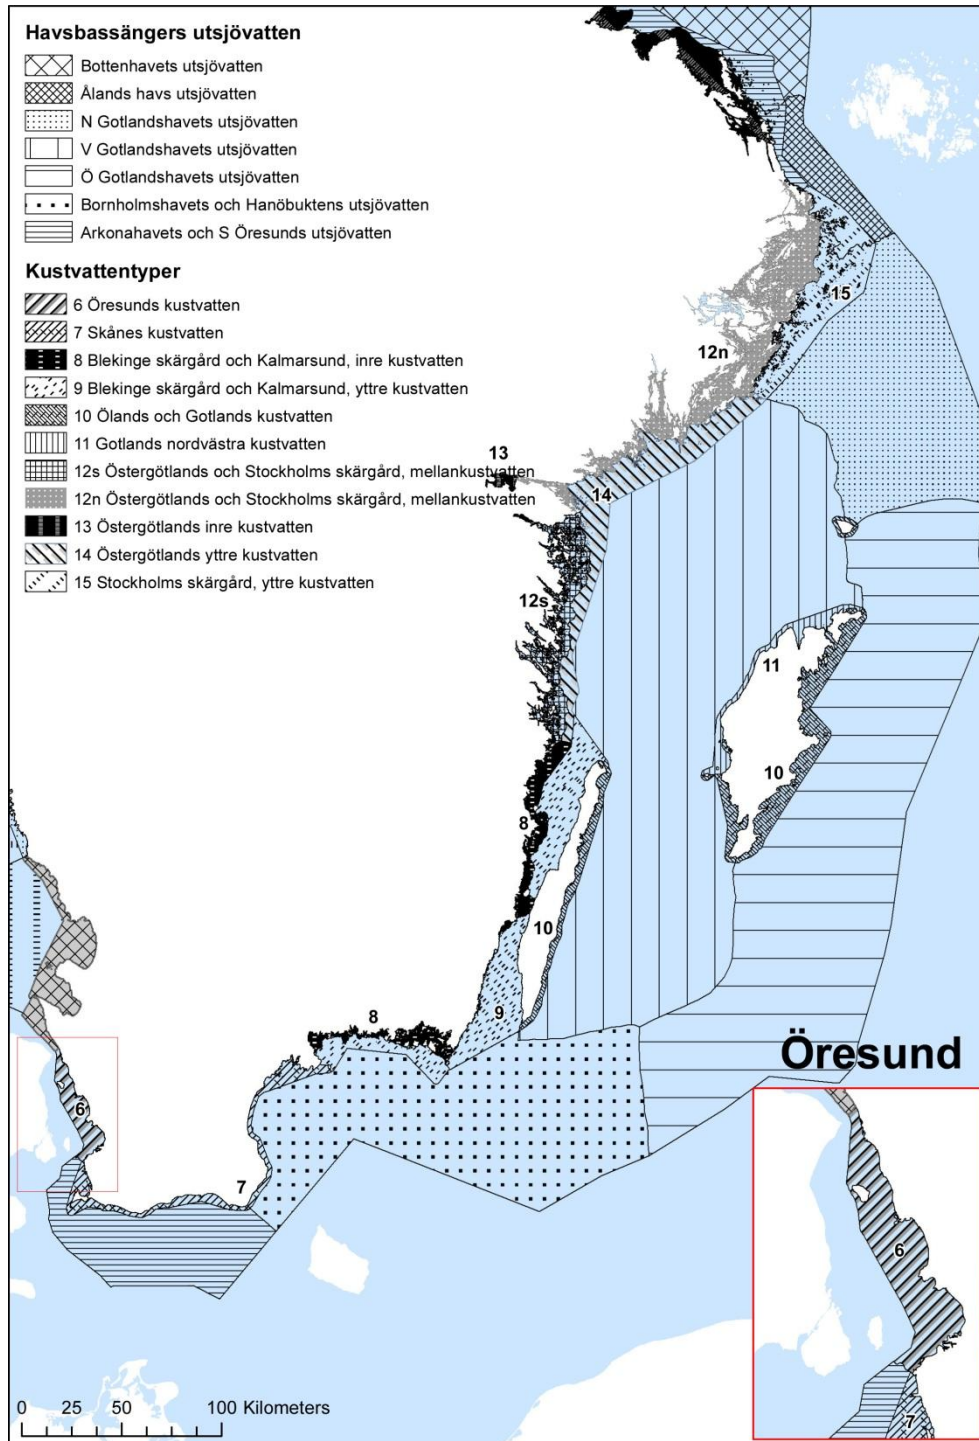 Havsbassängers utsjövatten
Bottenhavets utsjövatten
Ålands havs utsjövatten
N Gotlandshavets utsjövatten
V Gotlandshavets utsjövatten
Ö Gotlandshavets utsjövatten
Bornholmshavets och Hanöbuktens utsjövatten
Arkonahavets och S Öresunds utsjövatten
Kustvattentyper
6 Öresunds kustvatten
7 Skånes kustvatten
8 Blekinge skärgård och Kalmarsund, inre kustvatten
9 Blekinge skärgård och Kalmarsund, yttre kustvatten
10 Ölands och Gotlands kustvatten
11 Gotlands nordvästra kustvatten
12s Östergötlands och Stockholms skärgård, mellankustvatten
12n Östergötlands och Stockholms skärgård, mellankustvatten
13 Östergötlands inre kustvatten
14 Östergötlands yttre kustvatten
15 Stockholms skärgård, yttre kustvatten
15
12n
13
14
12s
11
10
8
10
9
8
6
7
Öresund
6
7
0 25 50 100 Kilometers